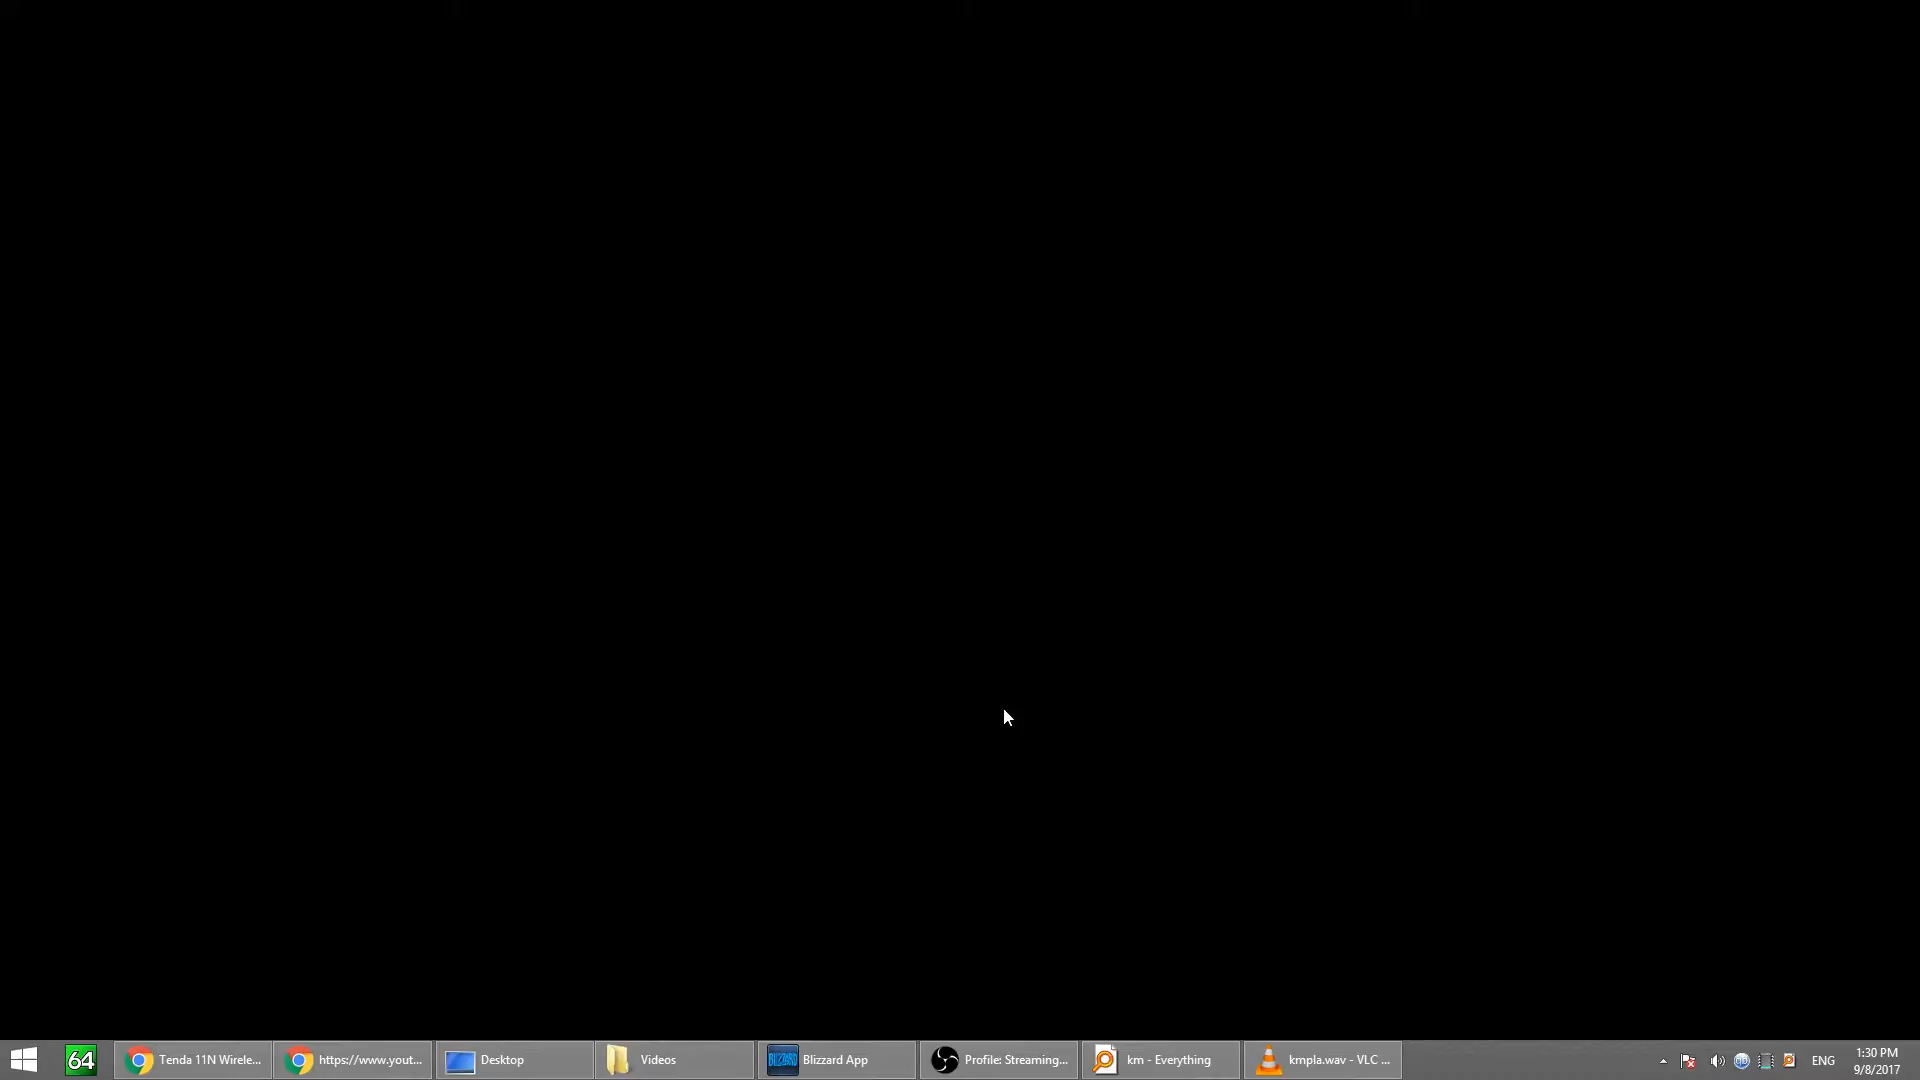 64
Tenda 11N Wirele...
https://www.yout...
Desktop
Videos
BLIZZARD
Blizzard App
Profile: Streaming...
km - Everything
kmpla.wav - VLC ...
ENG
1:30 PM
9/8/2017